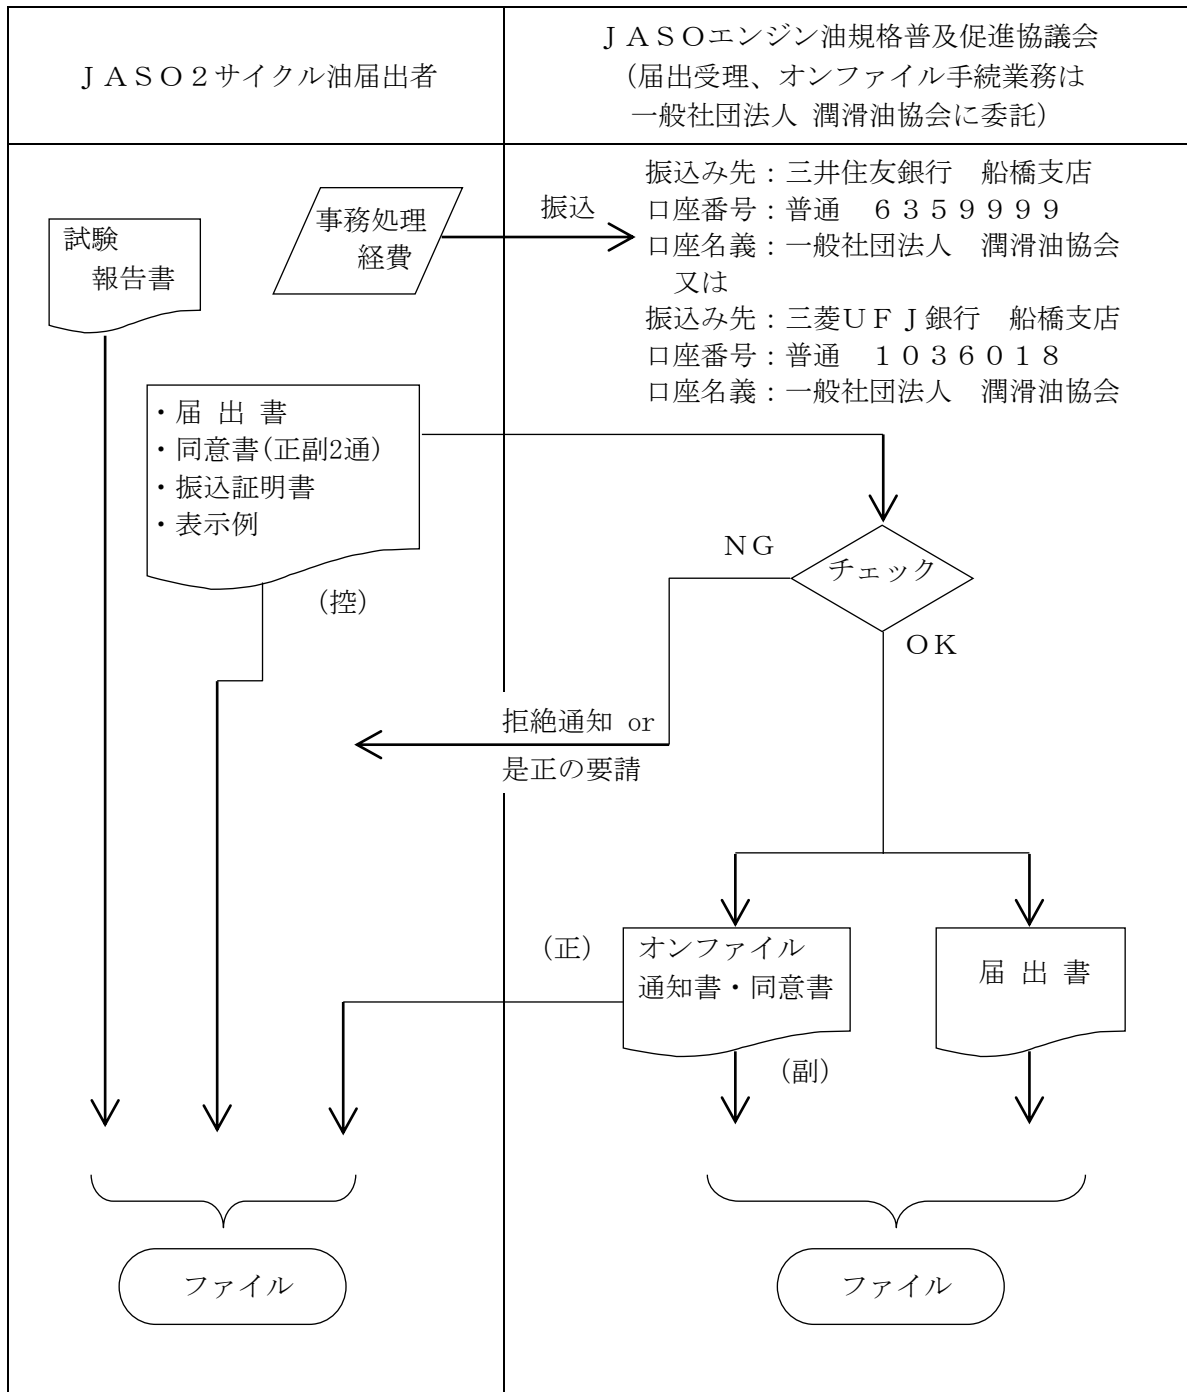 ＪＡＳＯ２サイクル油届出者
ＪＡＳＯエンジン油規格普及促進協議会
(届出受理、オンファイル手続業務は
一般社団法人 潤滑油協会に委託)
試験
報告書
事務処理
経費
振込
振込み先：三井住友銀行　船橋支店
口座番号：普通　６３５９９９９
口座名義：一般社団法人　潤滑油協会
又は
振込み先：三菱ＵＦＪ銀行　船橋支店
口座番号：普通　１０３６０１８
口座名義：一般社団法人　潤滑油協会
・届 出 書
・同意書(正副2通)
・振込証明書
・表示例
(控)
ＮＧ
チェック
ＯＫ
拒絶通知 or
是正の要請
(正)
オンファイル
通知書・同意書
(副)
届 出 書
ファイル
ファイル